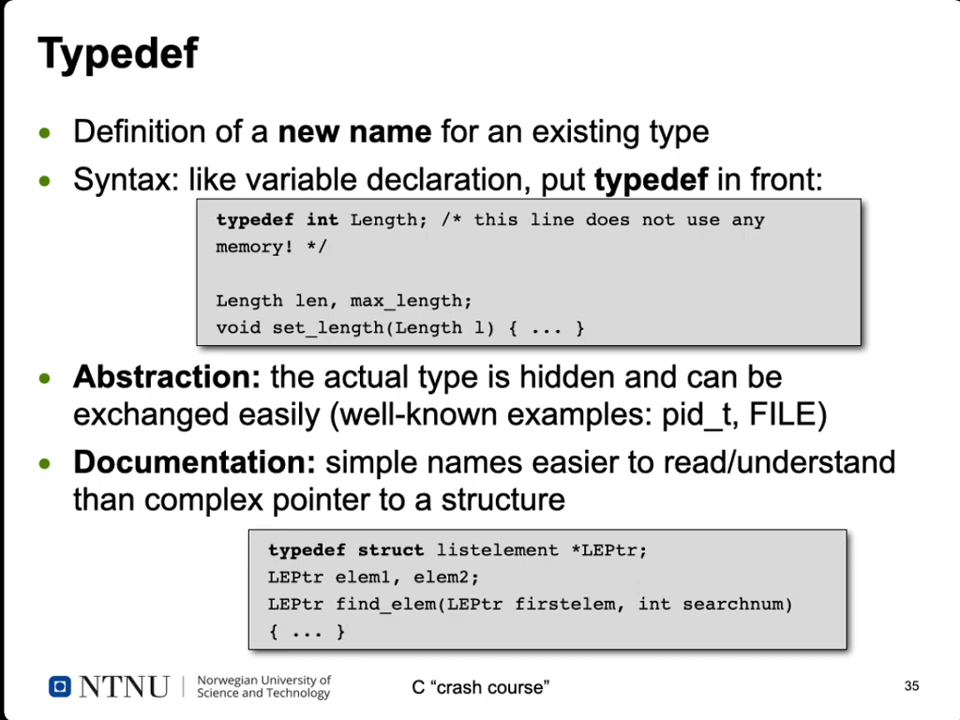 Typedef
• Definition of a new name for an existing type
• Syntax: like variable declaration, put typedef in front:
typedef int Length; /* this line does not use any
memory! */
Length len, max_length;
void set_length(Length l) { ... }
• Abstraction: the actual type is hidden and can be
exchanged easily (well-known examples: pid_t, FILE)
• Documentation: simple names easier to read/understand
than complex pointer to a structure
typedef struct listelement *LEPtr;
LEPtr elem1, elem2;
LEPtr find_elem(LEPtr firstelem, int searchnum)
{ ... }
NTNU
Norwegian University of
Science and Technology
C “crash course”
35